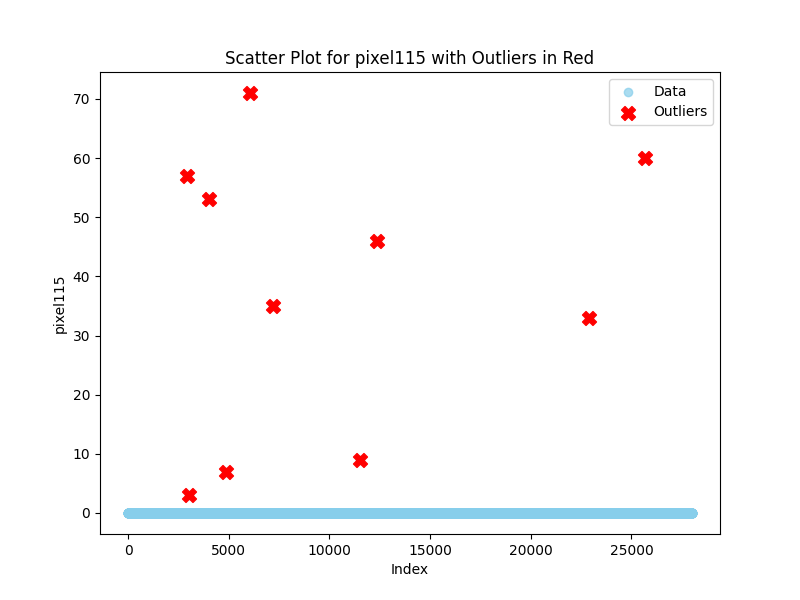 Scatter Plot for pixel115 with Outliers in Red
Data
Outliers
pixel115
70
60
50
40
30
20
10
0
0 5000 10000 15000 20000 25000
Index